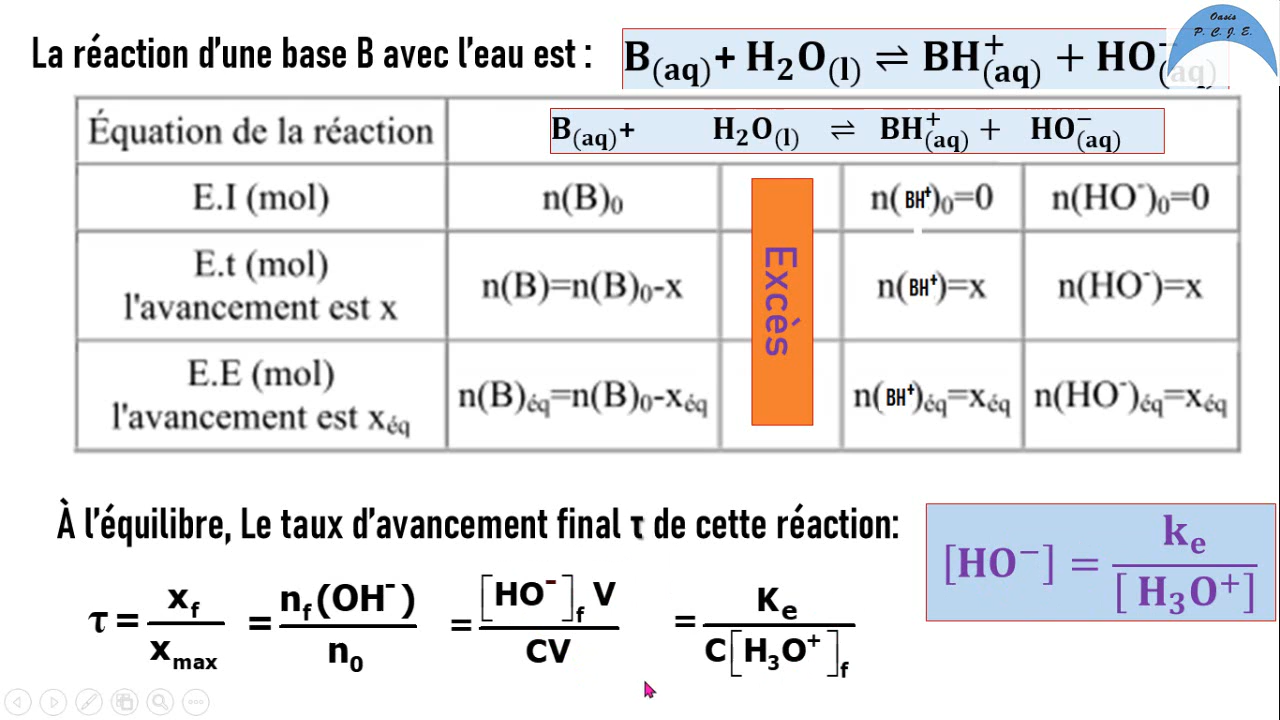 Oasis
P. C. J. E.
La réaction d'une base B avec l'eau est : B(aq)+ H₂O(l) ⇌ BH⁺(aq) + HO⁻(aq)
Équation de la réaction B(aq)+ H₂O(l) ⇌ BH⁺(aq) + HO⁻(aq)
E.I (mol) n(B)₀ n(BH⁺)₀=0 n(HO⁻)₀=0
E.t (mol)
l'avancement est x n(B)=n(B)₀-x n(BH⁺)=x n(HO⁻)=x
Excès
E.E (mol)
l'avancement est xéq n(B)éq=n(B)₀-xéq n(BH⁺)éq=xéq n(HO⁻)éq=xéq
À l'équilibre, Le taux d'avancement final τ de cette réaction:
[HO⁻] = ke / [H₃O⁺]
τ = xf / xmax = nf(OH⁻) / n₀ = [HO⁻]f V / CV = Ke / C[H₃O⁺]f